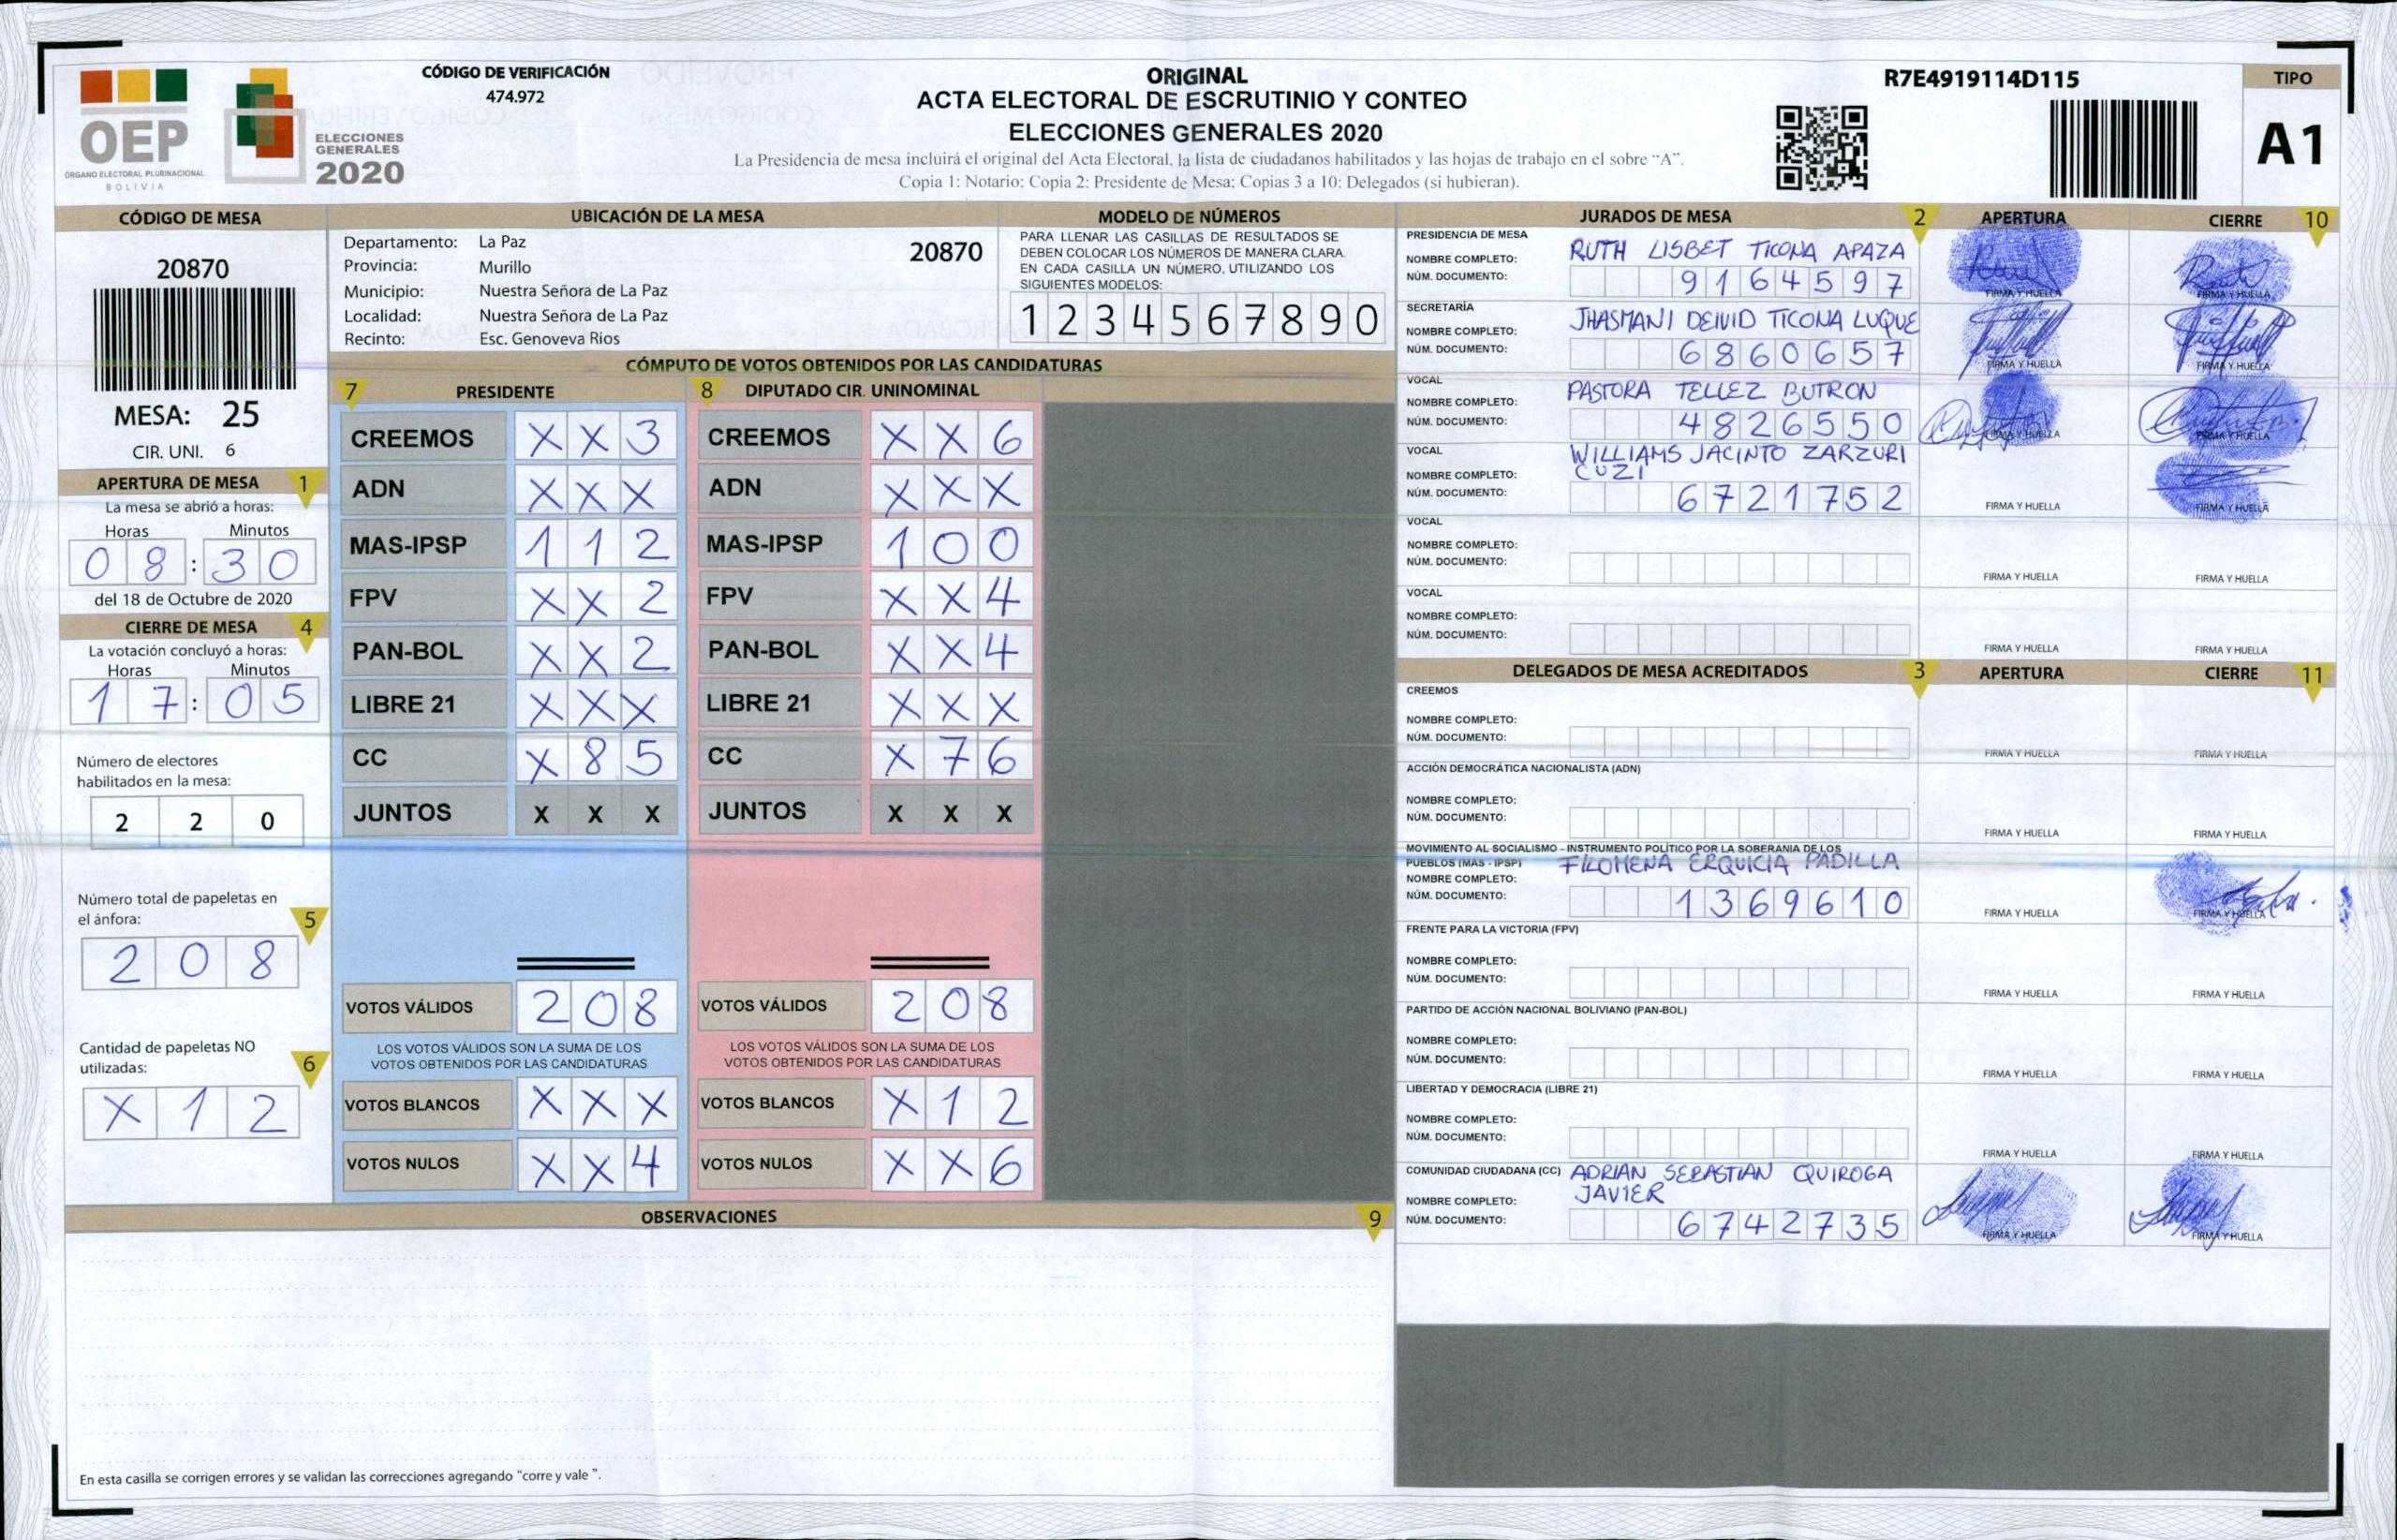 OEP
ÓRGANO ELECTORAL PLURINACIONAL
BOLIVIA
ELECCIONES
GENERALES
2020
CÓDIGO DE VERIFICACIÓN
474.972
ORIGINAL
ACTA ELECTORAL DE ESCRUTINIO Y CONTEO
ELECCIONES GENERALES 2020
La Presidencia de mesa incluirá el original del Acta Electoral, la lista de ciudadanos habilitados y las hojas de trabajo en el sobre “A”.
Copia 1: Notario; Copia 2: Presidente de Mesa; Copias 3 a 10: Delegados (si hubieran).
R7E4919114D115
TIPO
A1
CÓDIGO DE MESA
20870
MESA: 25
CIR. UNI. 6
APERTURA DE MESA 1
La mesa se abrió a horas:
Horas Minutos
08:30
del 18 de Octubre de 2020
CIERRE DE MESA 4
La votación concluyó a horas:
Horas Minutos
17:05
Número de electores
habilitados en la mesa:
2 2 0
Número total de papeletas en
el ánfora: 5
2 0 8
Cantidad de papeletas NO
utilizadas: 6
X 1 2
UBICACIÓN DE LA MESA
Departamento: La Paz 20870
Provincia: Murillo
Municipio: Nuestra Señora de La Paz
Localidad: Nuestra Señora de La Paz
Recinto: Esc. Genoveva Rios
MODELO DE NÚMEROS
PARA LLENAR LAS CASILLAS DE RESULTADOS SE
DEBEN COLOCAR LOS NÚMEROS DE MANERA CLARA.
EN CADA CASILLA UN NÚMERO, UTILIZANDO LOS
SIGUIENTES MODELOS:
1 2 3 4 5 6 7 8 9 0
CÓMPUTO DE VOTOS OBTENIDOS POR LAS CANDIDATURAS
7 PRESIDENTE 8 DIPUTADO CIR. UNINOMINAL
CREEMOS X X 3 CREEMOS X X 6
ADN X X X ADN X X X
MAS-IPSP 1 1 2 MAS-IPSP 1 0 0
FPV X X 2 FPV X X 4
PAN-BOL X X 2 PAN-BOL X X 4
LIBRE 21 X X X LIBRE 21 X X X
CC X 8 5 CC X 7 6
JUNTOS X X X JUNTOS X X X
VOTOS VÁLIDOS 2 0 8 VOTOS VÁLIDOS 2 0 8
LOS VOTOS VÁLIDOS SON LA SUMA DE LOS LOS VOTOS VÁLIDOS SON LA SUMA DE LOS
VOTOS OBTENIDOS POR LAS CANDIDATURAS VOTOS OBTENIDOS POR LAS CANDIDATURAS
VOTOS BLANCOS X X X VOTOS BLANCOS X 1 2
VOTOS NULOS X X 4 VOTOS NULOS X X 6
OBSERVACIONES 9
En esta casilla se corrigen errores y se validan las correcciones agregando “corre y vale ”.
JURADOS DE MESA 2 APERTURA CIERRE 10
PRESIDENCIA DE MESA
NOMBRE COMPLETO: RUTH LISBET TICONA APAZA
NÚM. DOCUMENTO: 9164597
FIRMA Y HUELLA FIRMA Y HUELLA
SECRETARÍA
NOMBRE COMPLETO: JHASMANI DEIVID TICONA LUQUE
NÚM. DOCUMENTO: 6860657
FIRMA Y HUELLA FIRMA Y HUELLA
VOCAL
NOMBRE COMPLETO: PASTORA TELLEZ BUTRON
NÚM. DOCUMENTO: 4826550
FIRMA Y HUELLA FIRMA Y HUELLA
VOCAL
WILLIAMS JACINTO ZARZURI
NOMBRE COMPLETO: CUZI
NÚM. DOCUMENTO: 6721752
FIRMA Y HUELLA FIRMA Y HUELLA
VOCAL
NOMBRE COMPLETO:
NÚM. DOCUMENTO:
FIRMA Y HUELLA FIRMA Y HUELLA
VOCAL
NOMBRE COMPLETO:
NÚM. DOCUMENTO:
FIRMA Y HUELLA FIRMA Y HUELLA
DELEGADOS DE MESA ACREDITADOS 3 APERTURA CIERRE 11
CREEMOS
NOMBRE COMPLETO:
NÚM. DOCUMENTO:
FIRMA Y HUELLA FIRMA Y HUELLA
ACCIÓN DEMOCRÁTICA NACIONALISTA (ADN)
NOMBRE COMPLETO:
NÚM. DOCUMENTO:
FIRMA Y HUELLA FIRMA Y HUELLA
MOVIMIENTO AL SOCIALISMO - INSTRUMENTO POLÍTICO POR LA SOBERANIA DE LOS
PUEBLOS (MAS - IPSP) FILOMENA ERQUICIA PADILLA
NOMBRE COMPLETO:
NÚM. DOCUMENTO: 1369610
FIRMA Y HUELLA FIRMA Y HUELLA
FRENTE PARA LA VICTORIA (FPV)
NOMBRE COMPLETO:
NÚM. DOCUMENTO:
FIRMA Y HUELLA FIRMA Y HUELLA
PARTIDO DE ACCIÓN NACIONAL BOLIVIANO (PAN-BOL)
NOMBRE COMPLETO:
NÚM. DOCUMENTO:
FIRMA Y HUELLA FIRMA Y HUELLA
LIBERTAD Y DEMOCRACIA (LIBRE 21)
NOMBRE COMPLETO:
NÚM. DOCUMENTO:
FIRMA Y HUELLA FIRMA Y HUELLA
COMUNIDAD CIUDADANA (CC) ADRIAN SEBASTIAN QUIROGA
NOMBRE COMPLETO: JAVIER
NÚM. DOCUMENTO: 6742735
FIRMA Y HUELLA FIRMA Y HUELLA